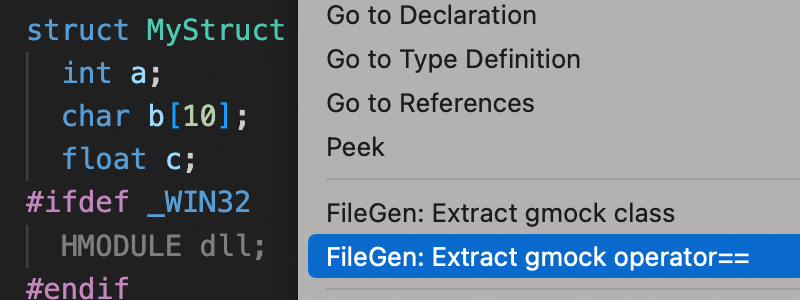 struct MyStruct
int a;
char b[10];
float c;
#ifdef _WIN32
HMODULE dll;
#endif
Go to Declaration
Go to Type Definition
Go to References
Peek
FileGen: Extract gmock class
FileGen: Extract gmock operator==